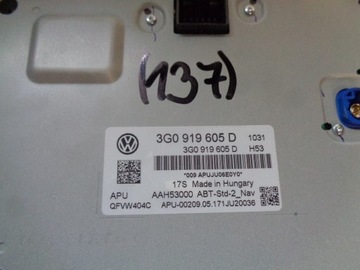 (137)
3G0 919 605 D 1031
3G0 919 605 D H53
*009 APUJU06E0Y0*
17S Made in Hungary
APU AAH53000 ABT-Std-2_Nav
QFVW404C APU-00209.05.171JU20036